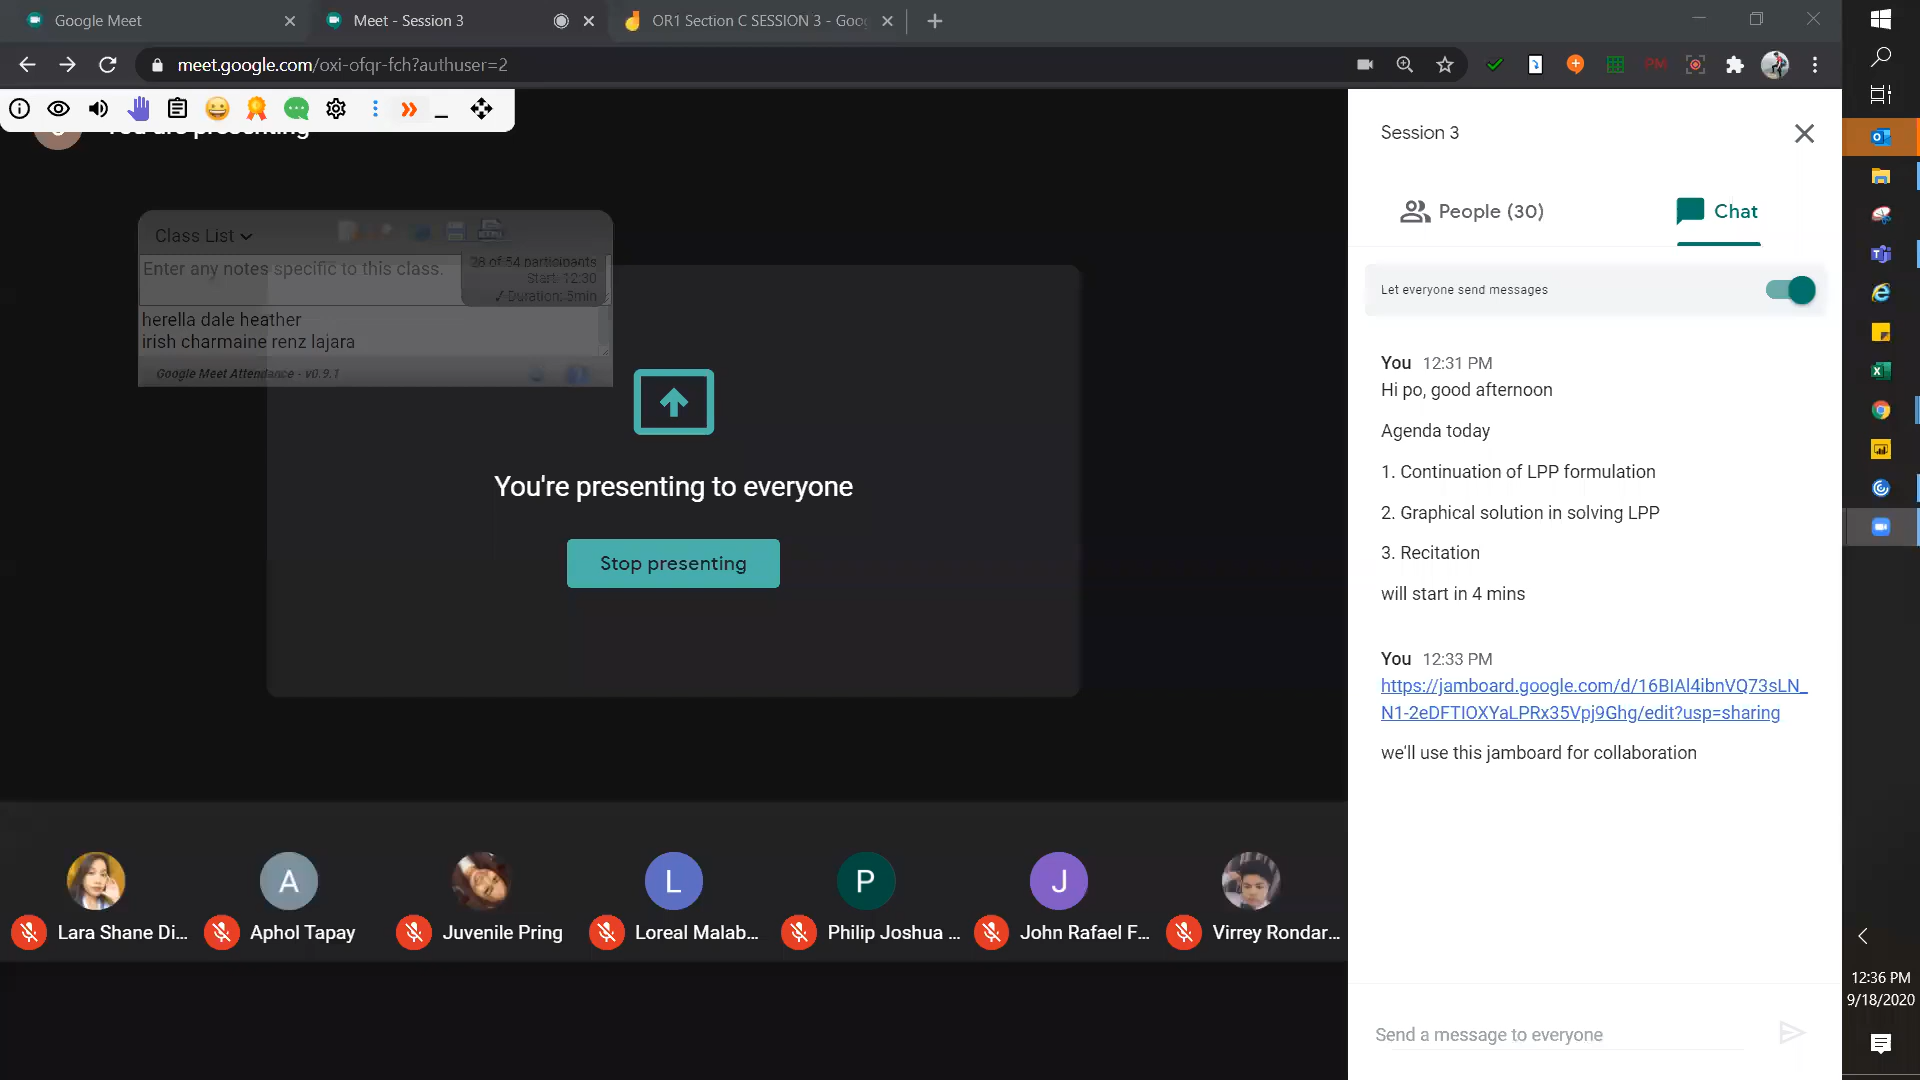 Google Meet
Meet - Session 3
OR1 Section C SESSION 3 - Goo
meet.google.com/oxi-ofqr-fch?authuser=2
Session 3
People (30)
Chat
Class List
Enter any notes specific to this class.
28 of 54 participants
Start: 12:30
✓ Duration: 5min
herella dale heather
irish charmaine renz lajara
Google Meet Attendance - v0.9.1
You're presenting to everyone
Stop presenting
Let everyone send messages
You 12:31 PM
Hi po, good afternoon
Agenda today
1. Continuation of LPP formulation
2. Graphical solution in solving LPP
3. Recitation
will start in 4 mins
You 12:33 PM
https://jamboard.google.com/d/16BIAl4ibnVQ73sLN_
N1-2eDFTIOXYaLPRx35Vpj9Ghg/edit?usp=sharing
we'll use this jamboard for collaboration
A
L
P
J
Lara Shane Di...
Aphol Tapay
Juvenile Pring
Loreal Malab...
Philip Joshua ...
John Rafael F...
Virrey Rondar...
Send a message to everyone
12:36 PM
9/18/2020